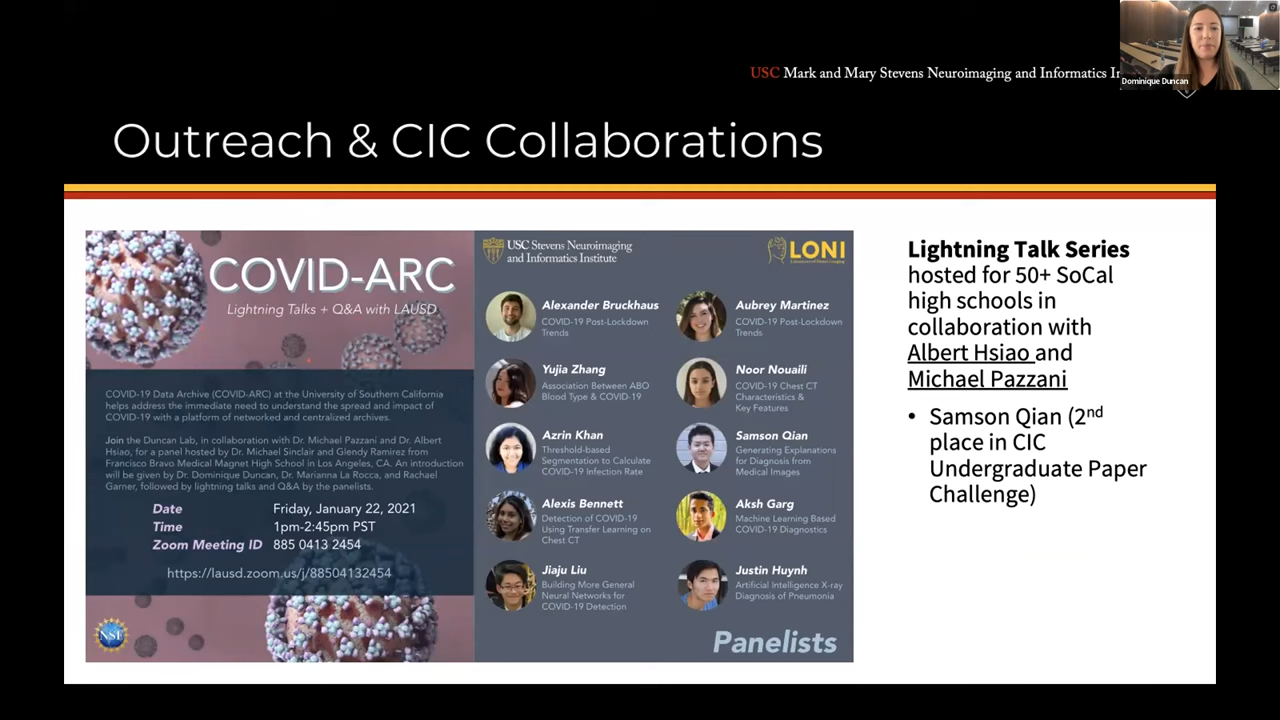 USC Mark and Mary Stevens Neuroimaging and Informatics
Dominique Duncan
Outreach & CIC Collaborations
COVID-ARC
Lightning Talks + Q&A with LAUSD
COVID-19 Data Archive (COVID-ARC) at the University of Southern California
helps address the immediate need to understand the spread and impact of
COVID-19 with a platform of networked and centralized archives.
Join the Duncan Lab, in collaboration with Dr. Michael Pazzani and Dr. Albert
Hsiao, for a panel hosted by Dr. Michael Sinclair and Glendy Ramirez from
Francisco Bravo Medical Magnet High School in Los Angeles, CA. An introduction
will be given by Dr. Dominique Duncan, Dr. Marianna La Rocca, and Rachael
Garner, followed by lightning talks and Q&A by the panelists.
Date Friday, January 22, 2021
Time 1pm-2:45pm PST
Zoom Meeting ID 885 0413 2454
https://lausd.zoom.us/j/88504132454
NSF
USC Stevens Neuroimaging
and Informatics Institute
LONI
Alexander Bruckhaus
COVID-19 Post-Lockdown
Trends
Aubrey Martinez
COVID-19 Post-Lockdown
Trends
Yujia Zhang
Association Between ABO
Blood Type & COVID-19
Noor Nouaili
COVID-19 Chest CT
Characteristics &
Key Features
Azrin Khan
Threshold-based
Segmentation to Calculate
COVID-19 Infection Rate
Samson Qian
Generating Explanations
for Diagnosis from
Medical Images
Alexis Bennett
Detection of COVID-19
Using Transfer Learning on
Chest CT
Aksh Garg
Machine Learning Based
COVID-19 Diagnostics
Jiaju Liu
Building More General
Neural Networks for
COVID-19 Detection
Justin Huynh
Artificial Intelligence X-ray
Diagnosis of Pneumonia
Panelists
Lightning Talk Series
hosted for 50+ SoCal
high schools in
collaboration with
Albert Hsiao and
Michael Pazzani
• Samson Qian (2nd
place in CIC
Undergraduate Paper
Challenge)